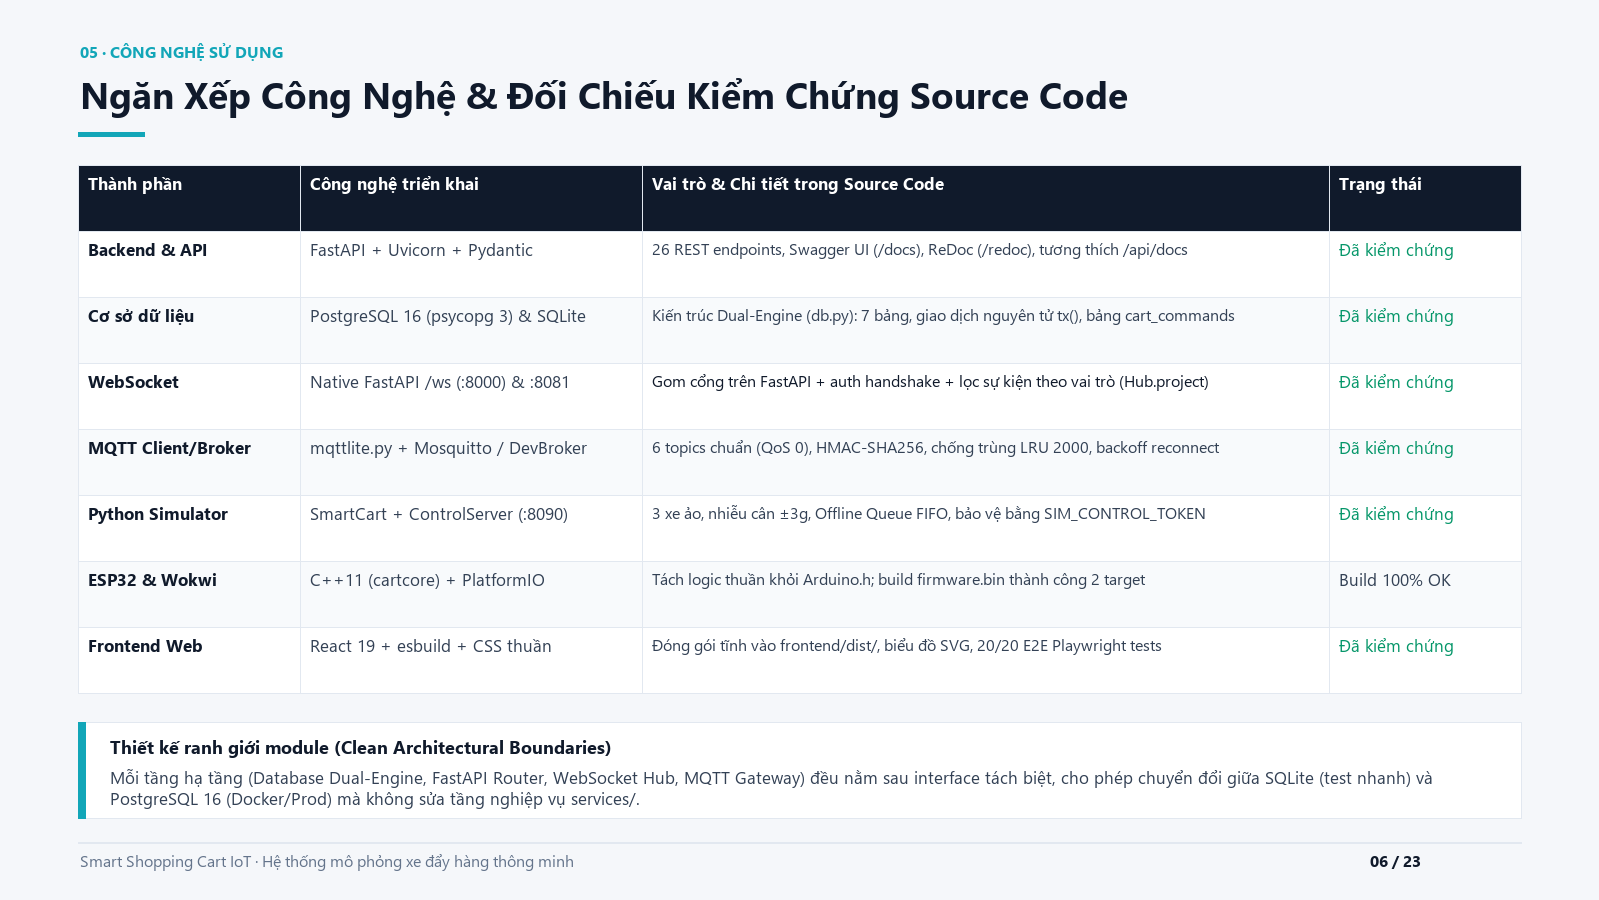 05 · CÔNG NGHỆ SỬ DỤNG
Ngăn Xếp Công Nghệ & Đối Chiếu Kiểm Chứng Source Code
Thành phần | Công nghệ triển khai | Vai trò & Chi tiết trong Source Code | Trạng thái
Backend & API | FastAPI + Uvicorn + Pydantic | 26 REST endpoints, Swagger UI (/docs), ReDoc (/redoc), tương thích /api/docs | Đã kiểm chứng
Cơ sở dữ liệu | PostgreSQL 16 (psycopg 3) & SQLite | Kiến trúc Dual-Engine (db.py): 7 bảng, giao dịch nguyên tử tx(), bảng cart_commands | Đã kiểm chứng
WebSocket | Native FastAPI /ws (:8000) & :8081 | Gom cổng trên FastAPI + auth handshake + lọc sự kiện theo vai trò (Hub.project) | Đã kiểm chứng
MQTT Client/Broker | mqttlite.py + Mosquitto / DevBroker | 6 topics chuẩn (QoS 0), HMAC-SHA256, chống trùng LRU 2000, backoff reconnect | Đã kiểm chứng
Python Simulator | SmartCart + ControlServer (:8090) | 3 xe ảo, nhiễu cân ±3g, Offline Queue FIFO, bảo vệ bằng SIM_CONTROL_TOKEN | Đã kiểm chứng
ESP32 & Wokwi | C++11 (cartcore) + PlatformIO | Tách logic thuần khỏi Arduino.h; build firmware.bin thành công 2 target | Build 100% OK
Frontend Web | React 19 + esbuild + CSS thuần | Đóng gói tĩnh vào frontend/dist/, biểu đồ SVG, 20/20 E2E Playwright tests | Đã kiểm chứng
Thiết kế ranh giới module (Clean Architectural Boundaries)
Mỗi tầng hạ tầng (Database Dual-Engine, FastAPI Router, WebSocket Hub, MQTT Gateway) đều nằm sau interface tách biệt, cho phép chuyển đổi giữa SQLite (test nhanh) và
PostgreSQL 16 (Docker/Prod) mà không sửa tầng nghiệp vụ services/.
Smart Shopping Cart IoT · Hệ thống mô phỏng xe đẩy hàng thông minh
06 / 23